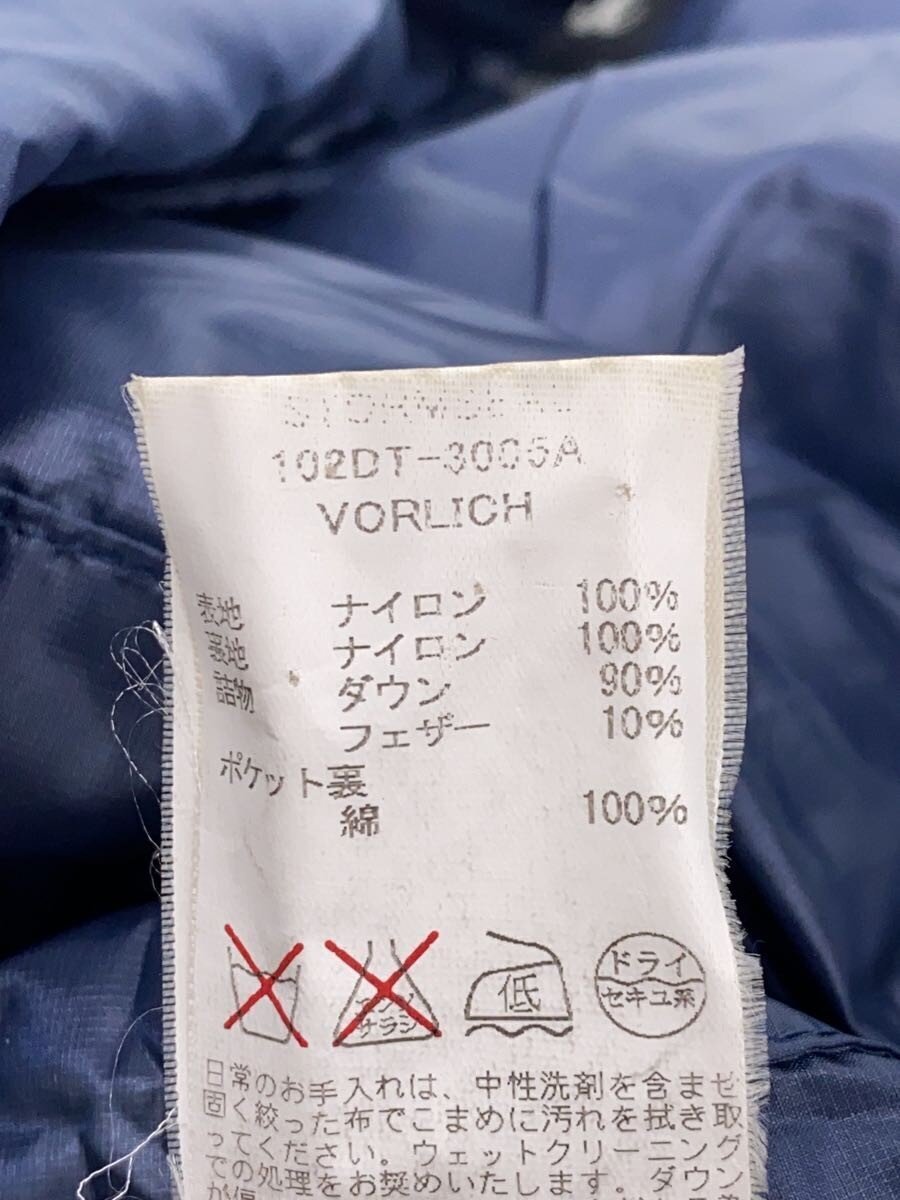 102DT-3005A
VORLICH
表地 ナイロン 100%
裏地 ナイロン 100%
詰物 ダウン 90%
フェザー 10%
ポケット裏
綿 100%
低
ドライ
セキユ系
サラシ
日常のお手入れは、中性洗剤を含ませ
固く絞った布でこまめに汚れを拭き取
ってください。ウェットクリーニング
での処理をお奨めいたします。ダウン